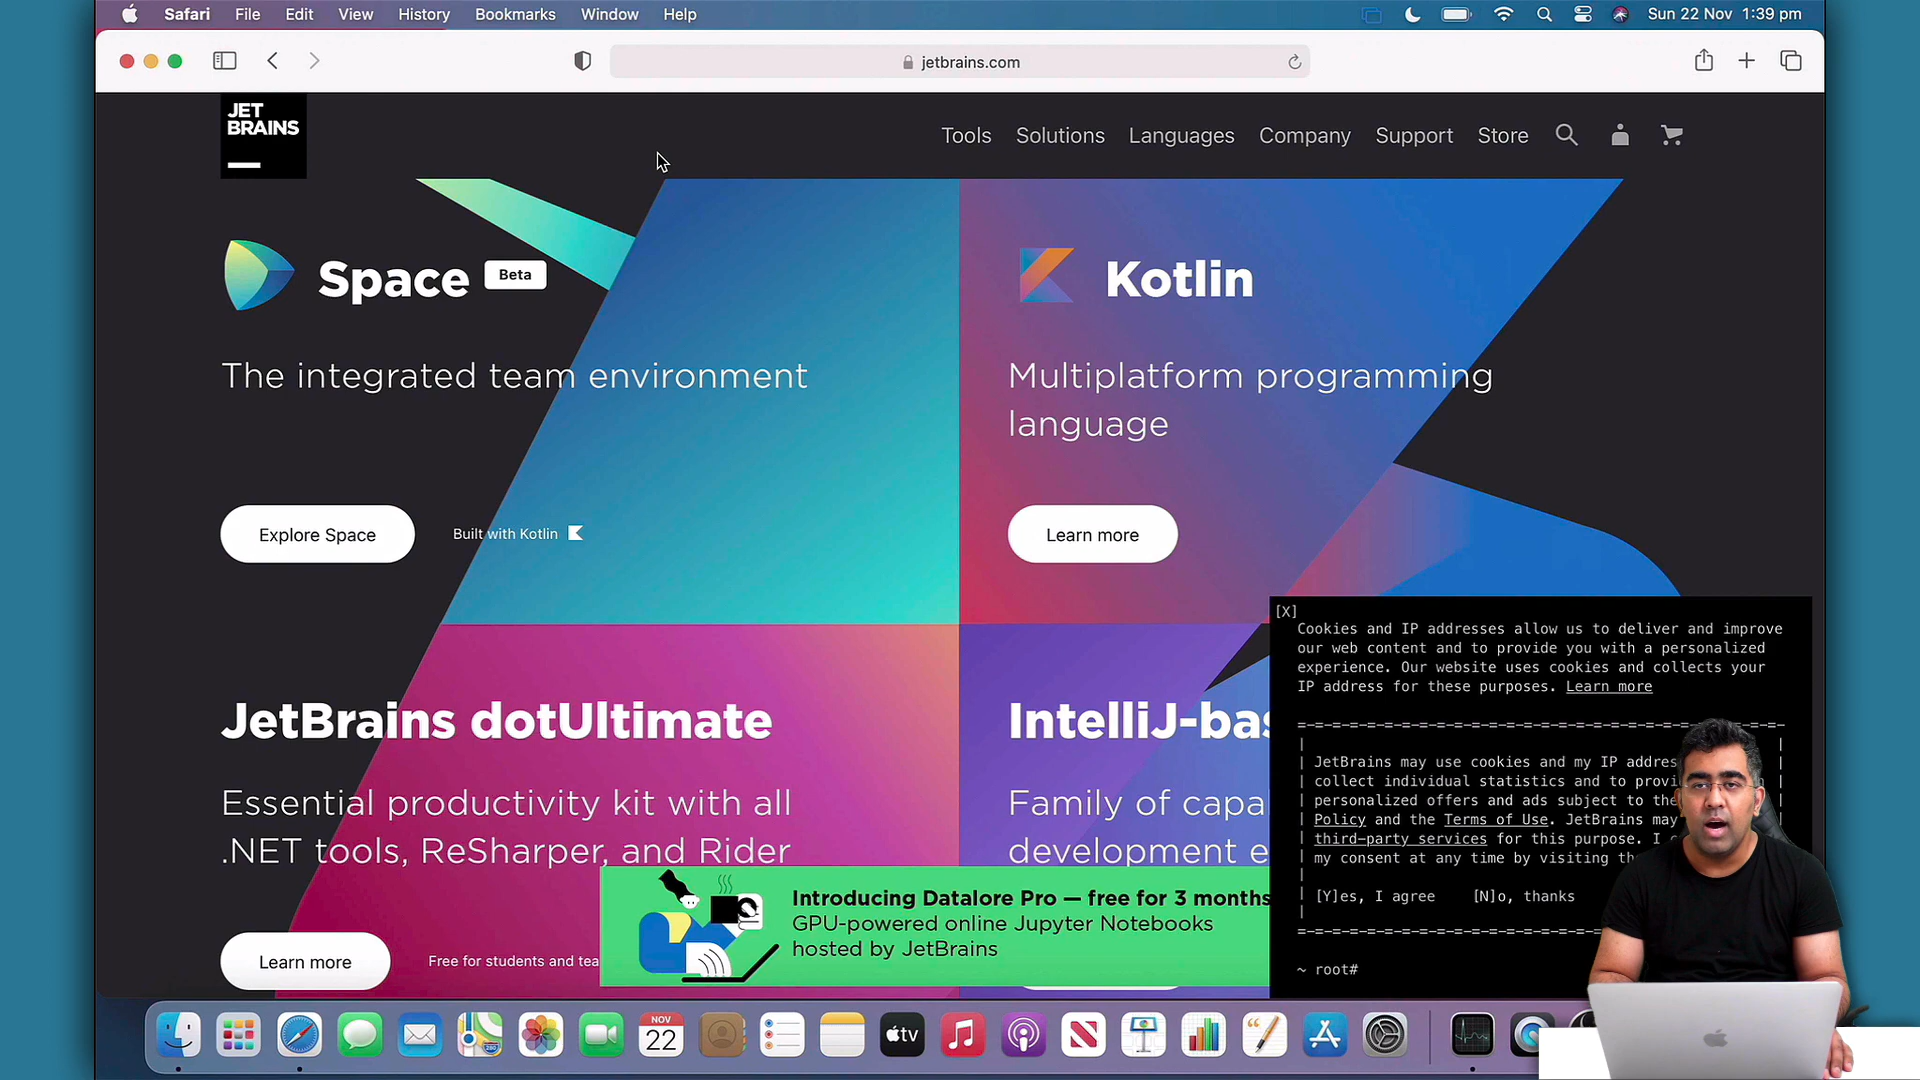 Safari File Edit View History Bookmarks Window Help
Sun 22 Nov 1:39 pm
jetbrains.com
JET
BRAINS
Tools Solutions Languages Company Support Store
Space Beta
The integrated team environment
Explore Space
Built with Kotlin
Kotlin
Multiplatform programming
language
Learn more
JetBrains dotUltimate
Essential productivity kit with all
.NET tools, ReSharper, and Rider
Learn more
Free for students and tea
IntelliJ-bas
Family of capa
development e
Introducing Datalore Pro — free for 3 months
GPU-powered online Jupyter Notebooks
hosted by JetBrains
[X]
Cookies and IP addresses allow us to deliver and improve
our web content and to provide you with a personalized
experience. Our website uses cookies and collects your
IP address for these purposes. Learn more
JetBrains may use cookies and my IP addres
collect individual statistics and to provi
personalized offers and ads subject to the
Policy and the Terms of Use. JetBrains may
third-party services for this purpose. I
my consent at any time by visiting th
[Y]es, I agree [N]o, thanks
~ root#
NOV
22
tv